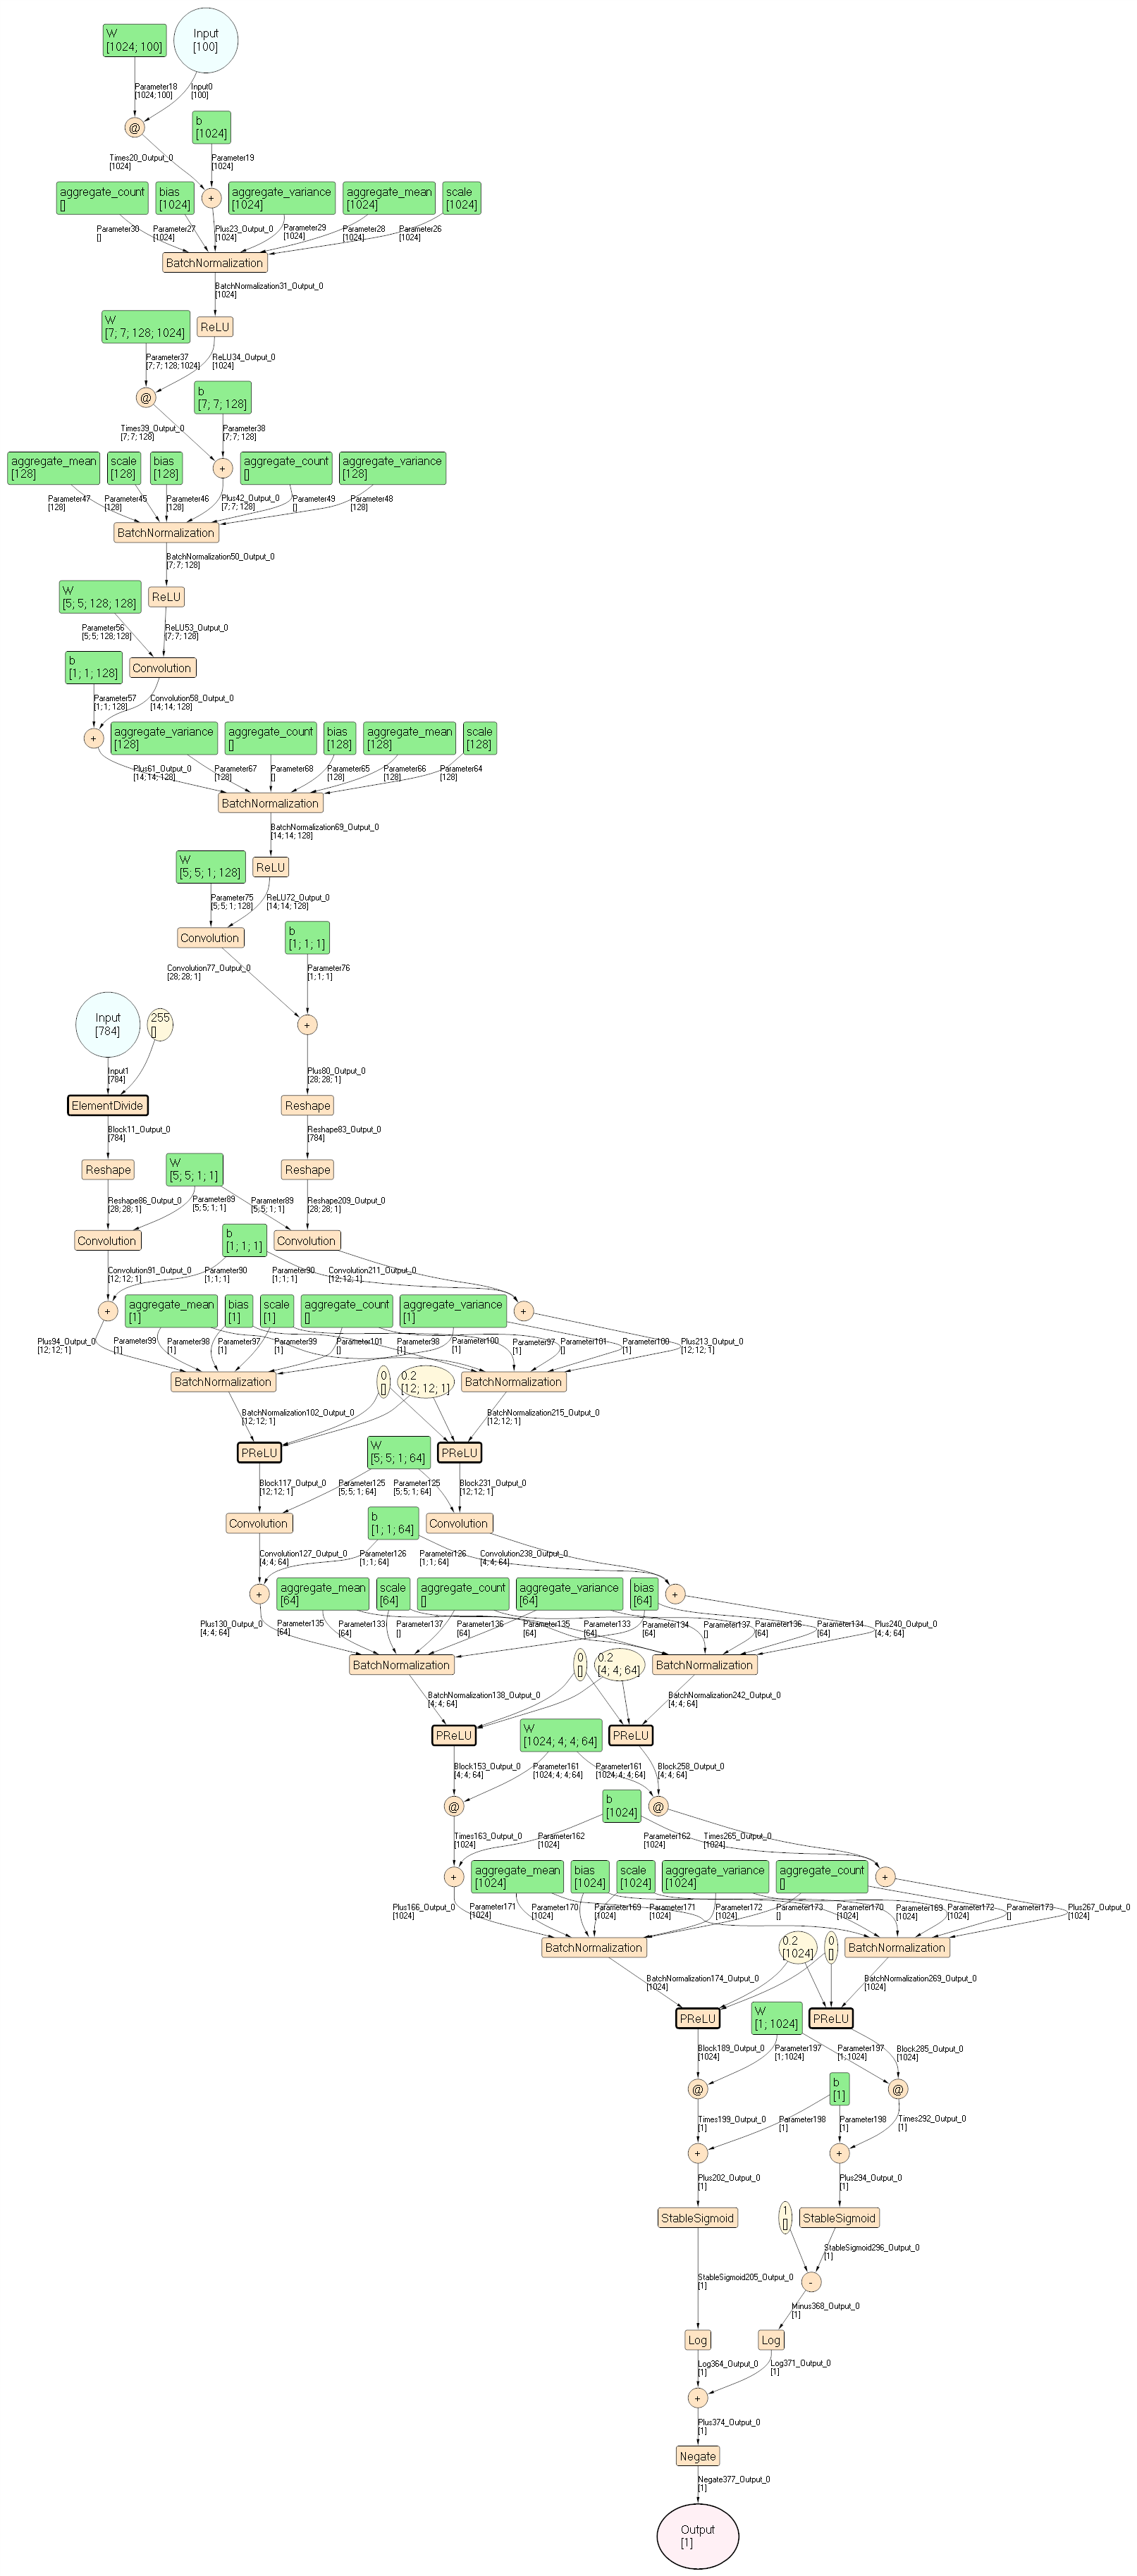 W
[1024; 100]
Input
[100]
Parameter18
[1024; 100]
Input0
[100]
@
b
[1024]
Times20_Output_0
[1024]
Parameter19
[1024]
aggregate_count
[]
bias
[1024]
+
aggregate_variance
[1024]
aggregate_mean
[1024]
scale
[1024]
Parameter30
[]
Parameter27
[1024]
Plus23_Output_0
[1024]
Parameter29
[1024]
Parameter28
[1024]
Parameter26
[1024]
BatchNormalization
BatchNormalization31_Output_0
[1024]
W
[7; 7; 128; 1024]
ReLU
Parameter37
[7; 7; 128; 1024]
ReLU34_Output_0
[1024]
@
b
[7; 7; 128]
Times39_Output_0
[7; 7; 128]
Parameter38
[7; 7; 128]
aggregate_mean
[128]
scale
[128]
bias
[128]
+
aggregate_count
[]
aggregate_variance
[128]
Parameter47
[128]
Parameter45
[128]
Parameter46
[128]
Plus42_Output_0
[7; 7; 128]
Parameter49
[]
Parameter48
[128]
BatchNormalization
BatchNormalization50_Output_0
[7; 7; 128]
W
[5; 5; 128; 128]
ReLU
Parameter56
[5; 5; 128; 128]
ReLU53_Output_0
[7; 7; 128]
b
[1; 1; 128]
Convolution
Parameter57
[1; 1; 128]
Convolution58_Output_0
[14; 14; 128]
+
aggregate_variance
[128]
aggregate_count
[]
bias
[128]
aggregate_mean
[128]
scale
[128]
Plus61_Output_0
[14; 14; 128]
Parameter67
[128]
Parameter68
[]
Parameter65
[128]
Parameter66
[128]
Parameter64
[128]
BatchNormalization
BatchNormalization69_Output_0
[14; 14; 128]
W
[5; 5; 1; 128]
ReLU
Parameter75
[5; 5; 1; 128]
ReLU72_Output_0
[14; 14; 128]
Convolution
b
[1; 1; 1]
Convolution77_Output_0
[28; 28; 1]
Parameter76
[1; 1; 1]
Input
[784]
255
[]
+
Input1
[784]
Plus80_Output_0
[28; 28; 1]
ElementDivide
Reshape
Block11_Output_0
[784]
Reshape83_Output_0
[784]
Reshape
W
[5; 5; 1; 1]
Reshape
Reshape86_Output_0
[28; 28; 1]
Parameter89
[5; 5; 1; 1]
Parameter89
[5; 5; 1; 1]
Reshape209_Output_0
[28; 28; 1]
Convolution
b
[1; 1; 1]
Convolution
Convolution91_Output_0
[12; 12; 1]
Parameter90
[1; 1; 1]
Parameter90
[1; 1; 1]
Convolution211_Output_0
[12; 12; 1]
+
aggregate_mean
[1]
bias
[1]
scale
[1]
aggregate_count
[]
aggregate_variance
[1]
+
Plus94_Output_0
[12; 12; 1]
Parameter99
[1]
Parameter98
[1]
Parameter97
[1]
Parameter99
[1]
Parameter101
[]
Parameter98
[1]
Parameter100
[1]
Parameter97
[1]
Parameter101
[]
Parameter100
[1]
Plus213_Output_0
[12; 12; 1]
BatchNormalization
0
[]
0.2
[12; 12; 1]
BatchNormalization
BatchNormalization102_Output_0
[12; 12; 1]
BatchNormalization215_Output_0
[12; 12; 1]
PReLU
W
[5; 5; 1; 64]
PReLU
Block117_Output_0
[12; 12; 1]
Parameter125
[5; 5; 1; 64]
Parameter125
[5; 5; 1; 64]
Block231_Output_0
[12; 12; 1]
Convolution
b
[1; 1; 64]
Convolution
Convolution127_Output_0
[4; 4; 64]
Parameter126
[1; 1; 64]
Parameter126
[1; 1; 64]
Convolution238_Output_0
[4; 4; 64]
+
aggregate_mean
[64]
scale
[64]
aggregate_count
[]
aggregate_variance
[64]
bias
[64]
+
Plus130_Output_0
[4; 4; 64]
Parameter135
[64]
Parameter133
[64]
Parameter137
[]
Parameter136
[64]
Parameter135
[64]
Parameter133
[64]
Parameter134
[64]
Parameter137
[]
Parameter136
[64]
Parameter134
[64]
Plus240_Output_0
[4; 4; 64]
BatchNormalization
0
[]
0.2
[4; 4; 64]
BatchNormalization
BatchNormalization138_Output_0
[4; 4; 64]
BatchNormalization242_Output_0
[4; 4; 64]
PReLU
W
[1024; 4; 4; 64]
PReLU
Block153_Output_0
[4; 4; 64]
Parameter161
[1024; 4; 4; 64]
Parameter161
[1024; 4; 4; 64]
Block258_Output_0
[4; 4; 64]
@
b
[1024]
@
Times163_Output_0
[1024]
Parameter162
[1024]
Parameter162
[1024]
Times265_Output_0
[1024]
+
aggregate_mean
[1024]
bias
[1024]
scale
[1024]
aggregate_variance
[1024]
aggregate_count
[]
+
Plus166_Output_0
[1024]
Parameter171
[1024]
Parameter170
[1024]
Parameter169
[1024]
Parameter171
[1024]
Parameter172
[1024]
Parameter173
[]
Parameter170
[1024]
Parameter169
[1024]
Parameter172
[1024]
Parameter173
[]
Plus267_Output_0
[1024]
BatchNormalization
0.2
[1024]
0
[]
BatchNormalization
BatchNormalization174_Output_0
[1024]
BatchNormalization269_Output_0
[1024]
PReLU
W
[1; 1024]
PReLU
Block189_Output_0
[1024]
Parameter197
[1; 1024]
Parameter197
[1; 1024]
Block285_Output_0
[1024]
@
b
[1]
@
Times199_Output_0
[1]
Parameter198
[1]
Parameter198
[1]
Times292_Output_0
[1]
+
+
Plus202_Output_0
[1]
Plus294_Output_0
[1]
StableSigmoid
1
[]
StableSigmoid
StableSigmoid296_Output_0
[1]
StableSigmoid205_Output_0
[1]
-
Minus368_Output_0
[1]
Log
Log
Log364_Output_0
[1]
Log371_Output_0
[1]
+
Plus374_Output_0
[1]
Negate
Negate377_Output_0
[1]
Output
[1]